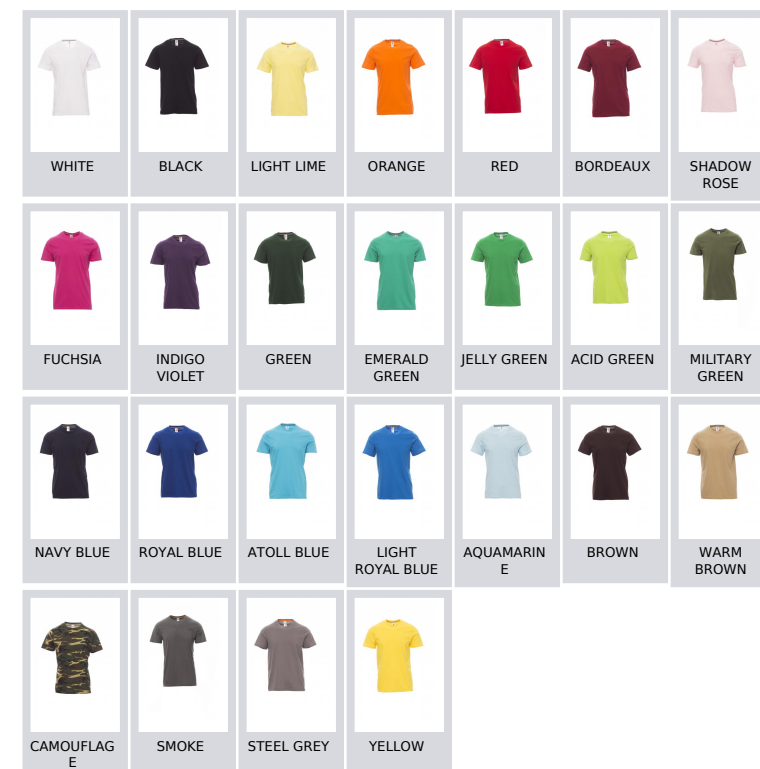 WHITE
BLACK
LIGHT LIME
ORANGE
RED
BORDEAUX
SHADOW
ROSE
FUCHSIA
INDIGO
VIOLET
GREEN
EMERALD
GREEN
JELLY GREEN
ACID GREEN
MILITARY
GREEN
NAVY BLUE
ROYAL BLUE
ATOLL BLUE
LIGHT
ROYAL BLUE
AQUAMARIN
E
BROWN
WARM
BROWN
CAMOUFLAG
E
SMOKE
STEEL GREY
YELLOW